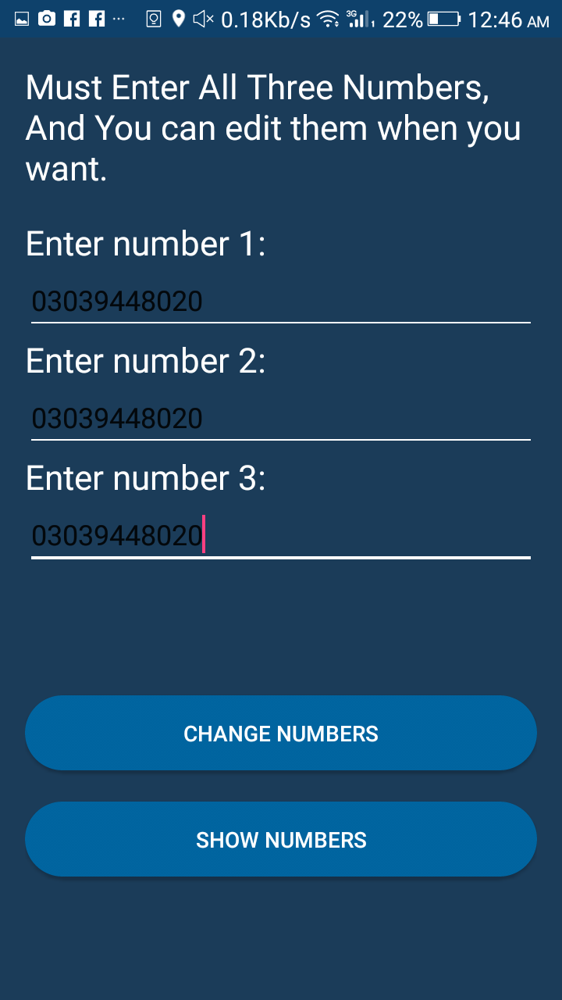 0.18Kb/s 3G 22% 12:46 AM
Must Enter All Three Numbers,
And You can edit them when you
want.
Enter number 1:
03039448020
Enter number 2:
03039448020
Enter number 3:
03039448020
CHANGE NUMBERS
SHOW NUMBERS